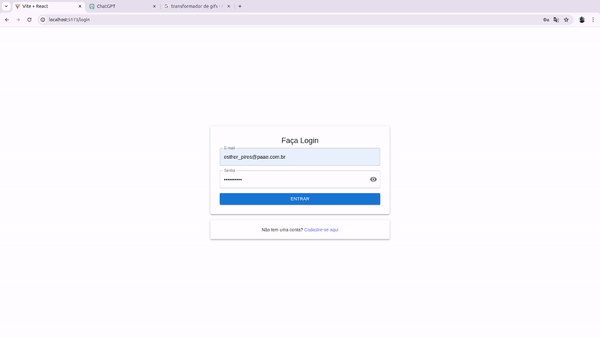 Vite + React
ChatGPT
transformador de gifs
localhost:5173/login
Faça Login
E-mail
esther_pires@paae.com.br
Senha
ENTRAR
Não tem uma conta? Cadastre-se aqui